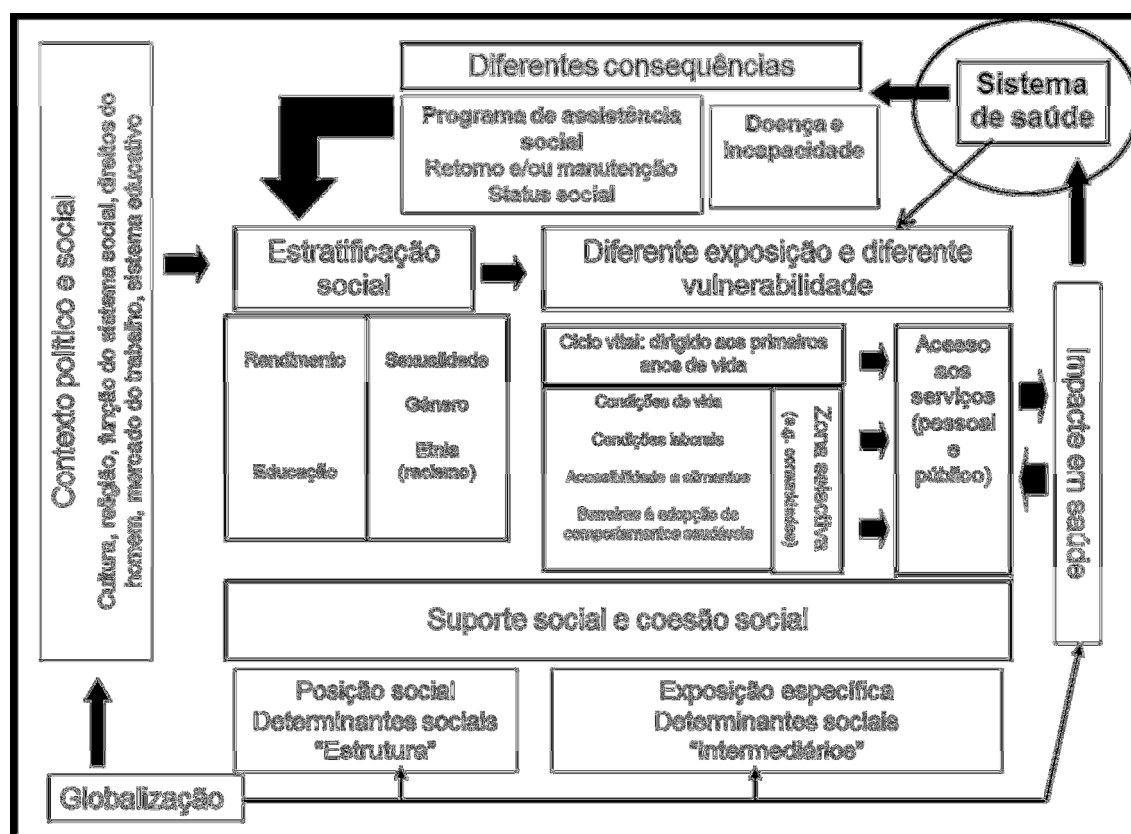 Diferentes consequências
Sistema
de saúde
Programa de assistência
social
Retorno e/ou manutenção
Status social
Doença e
incapacidade
Contexto político e social
Cultura, religião, função do sistema social, direitos do
homem, mercado do trabalho, sistema educativo
Estratificação
social
Diferente exposição e diferente
vulnerabilidade
Rendimento
Educação
Sexualidade
Género
Etnia
(racismo)
Ciclo vital: dirigido aos primeiros
anos de vida
Condições de vida
Condições laborais
Acessibilidade a alimentos
Barreiras á adopção de
comportamentos saudáveis
Zona selectiva
(e.g. comunidades)
Acesso
aos
serviços
(pessoal
e
público)
Impacte em saúde
Suporte social e coesão social
Posição social
Determinantes sociais
"Estrutura"
Exposição específica
Determinantes sociais
"Intermediários"
Globalização